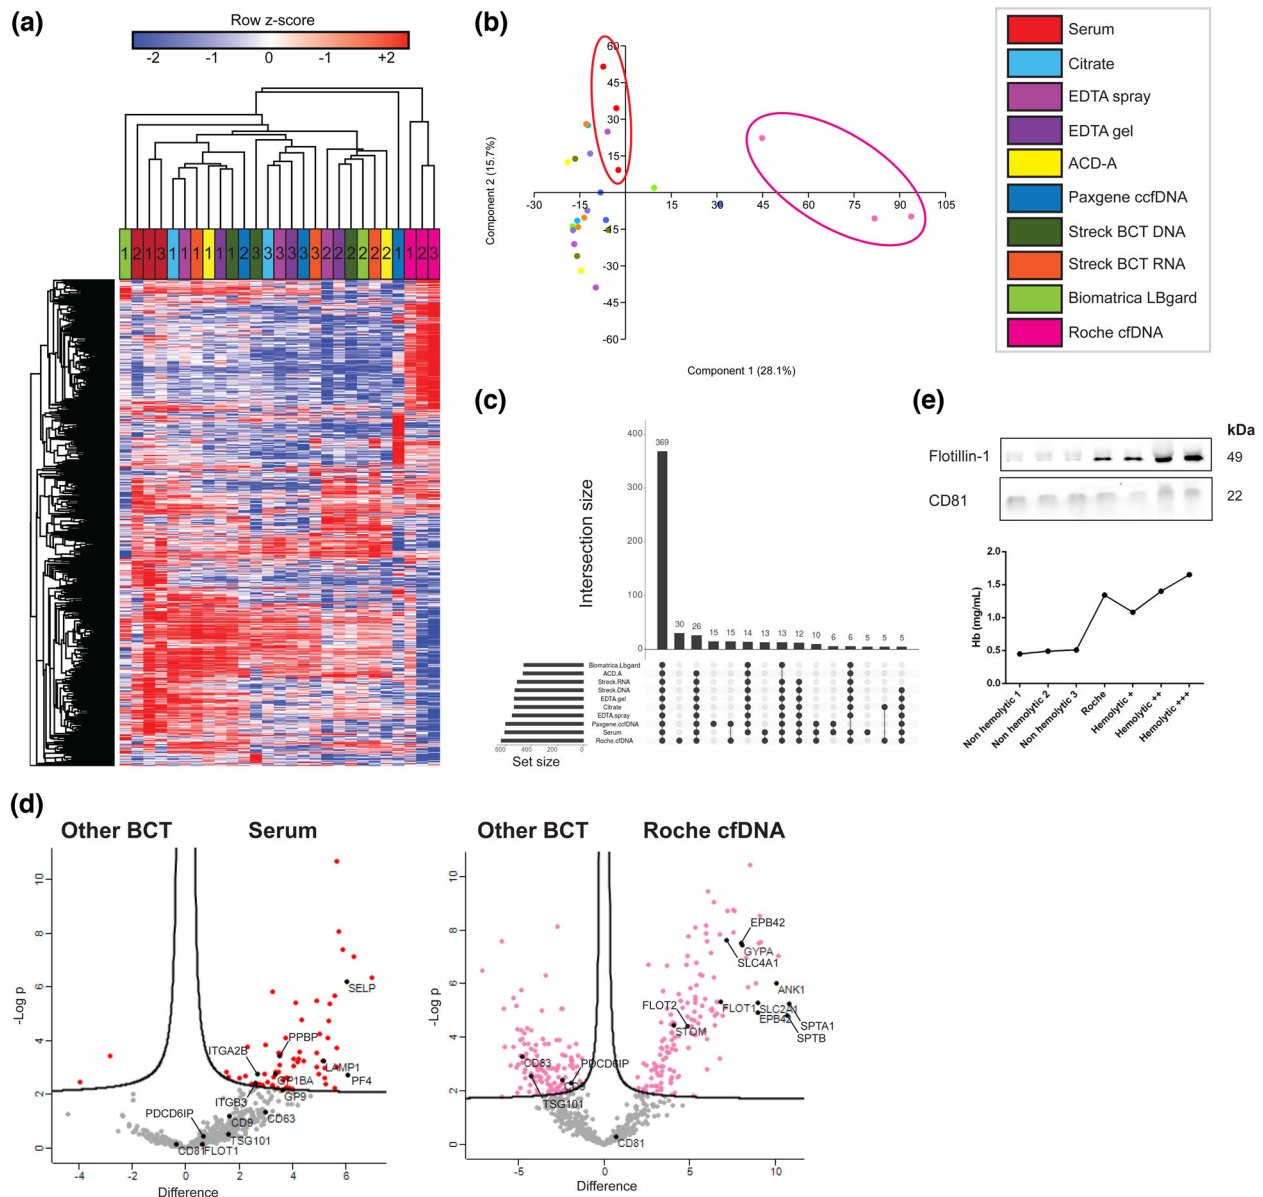 (a)
Row z-score
-2 -1 0 -1 +2
1 2 1 3 1 1 1 1 1 1 2 3 3 3 3 3 3 2 2 2 2 2 2 1 1 2 3
(b)
Component 2 (15.7%)
60
45
30
15
-15
-30
-45
-60
-30 -15 15 30 45 60 75 90 105
Component 1 (28.1%)
Serum
Citrate
EDTA spray
EDTA gel
ACD-A
Paxgene ccfDNA
Streck BCT DNA
Streck BCT RNA
Biomatrica LBgard
Roche cfDNA
(c)
Intersection size
400
300
200
100
0
369 30 26 15 15 14 13 13 12 10 6 6 5 5 5
Biomatrica.Lbgard
ACD.A
Streck.RNA
Streck.DNA
EDTA.gel
Citrate
EDTA.spray
Paxgene.ccfDNA
Serum
Roche.cfDNA
600 400 200 0
Set size
(e)
kDa
Flotillin-1 49
CD81 22
Hb (mg/mL)
2.0
1.5
1.0
0.5
0.0
Non hemolytic 1
Non hemolytic 2
Non hemolytic 3
Roche
Hemolytic +
Hemolytic ++
Hemolytic +++
(d)
Other BCT Serum
-Log p
10
8
6
4
2
0
SELP
PPBP
ITGA2B
LAMP1
GP1BA
PF4
GP9
ITGB3
PDCD6IP
CD9
CD63
TSG101
CD81 FLOT1
-4 -2 0 2 4 6
Difference
Other BCT Roche cfDNA
-Log p
10
8
6
4
2
0
EPB42
GYPA
SLC4A1
ANK1
FLOT2
FLOT1
SLC2A1
STOM
EPB42
SPTA1
SPTB
CD63
PDCD6IP
CD9
TSG101
CD81
-5 0 5 10
Difference